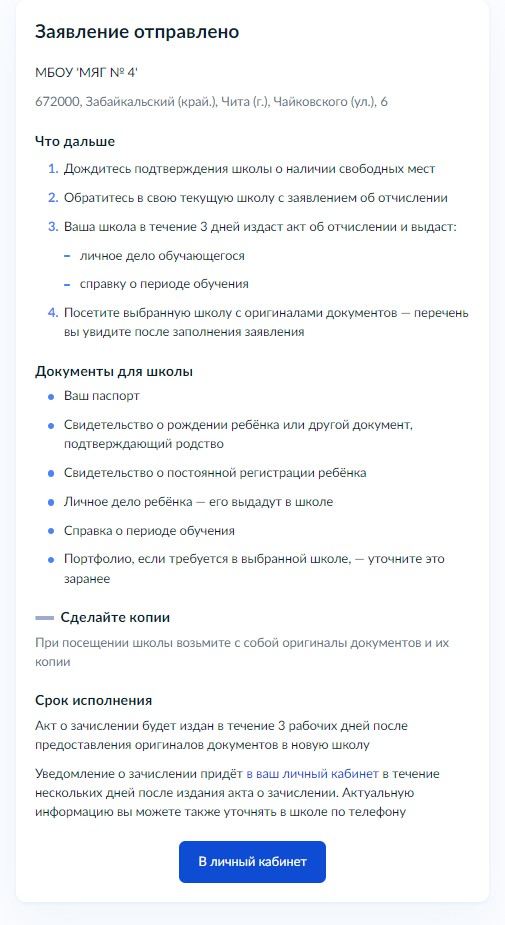 Заявление отправлено
МБОУ 'МЯГ № 4'
672000, Забайкальский (край.), Чита (г.), Чайковского (ул.), 6
Что дальше
1. Дождитесь подтверждения школы о наличии свободных мест
2. Обратитесь в свою текущую школу с заявлением об отчислении
3. Ваша школа в течение 3 дней издаст акт об отчислении и выдаст:
– личное дело обучающегося
– справку о периоде обучения
4. Посетите выбранную школу с оригиналами документов — перечень
вы увидите после заполнения заявления
Документы для школы
• Ваш паспорт
• Свидетельство о рождении ребёнка или другой документ,
подтверждающий родство
• Свидетельство о постоянной регистрации ребёнка
• Личное дело ребёнка — его выдадут в школе
• Справка о периоде обучения
• Портфолио, если требуется в выбранной школе, — уточните это
заранее
Сделайте копии
При посещении школы возьмите с собой оригиналы документов и их
копии
Срок исполнения
Акт о зачислении будет издан в течение 3 рабочих дней после
предоставления оригиналов документов в новую школу
Уведомление о зачислении придёт в ваш личный кабинет в течение
нескольких дней после издания акта о зачислении. Актуальную
информацию вы можете также уточнять в школе по телефону
В личный кабинет